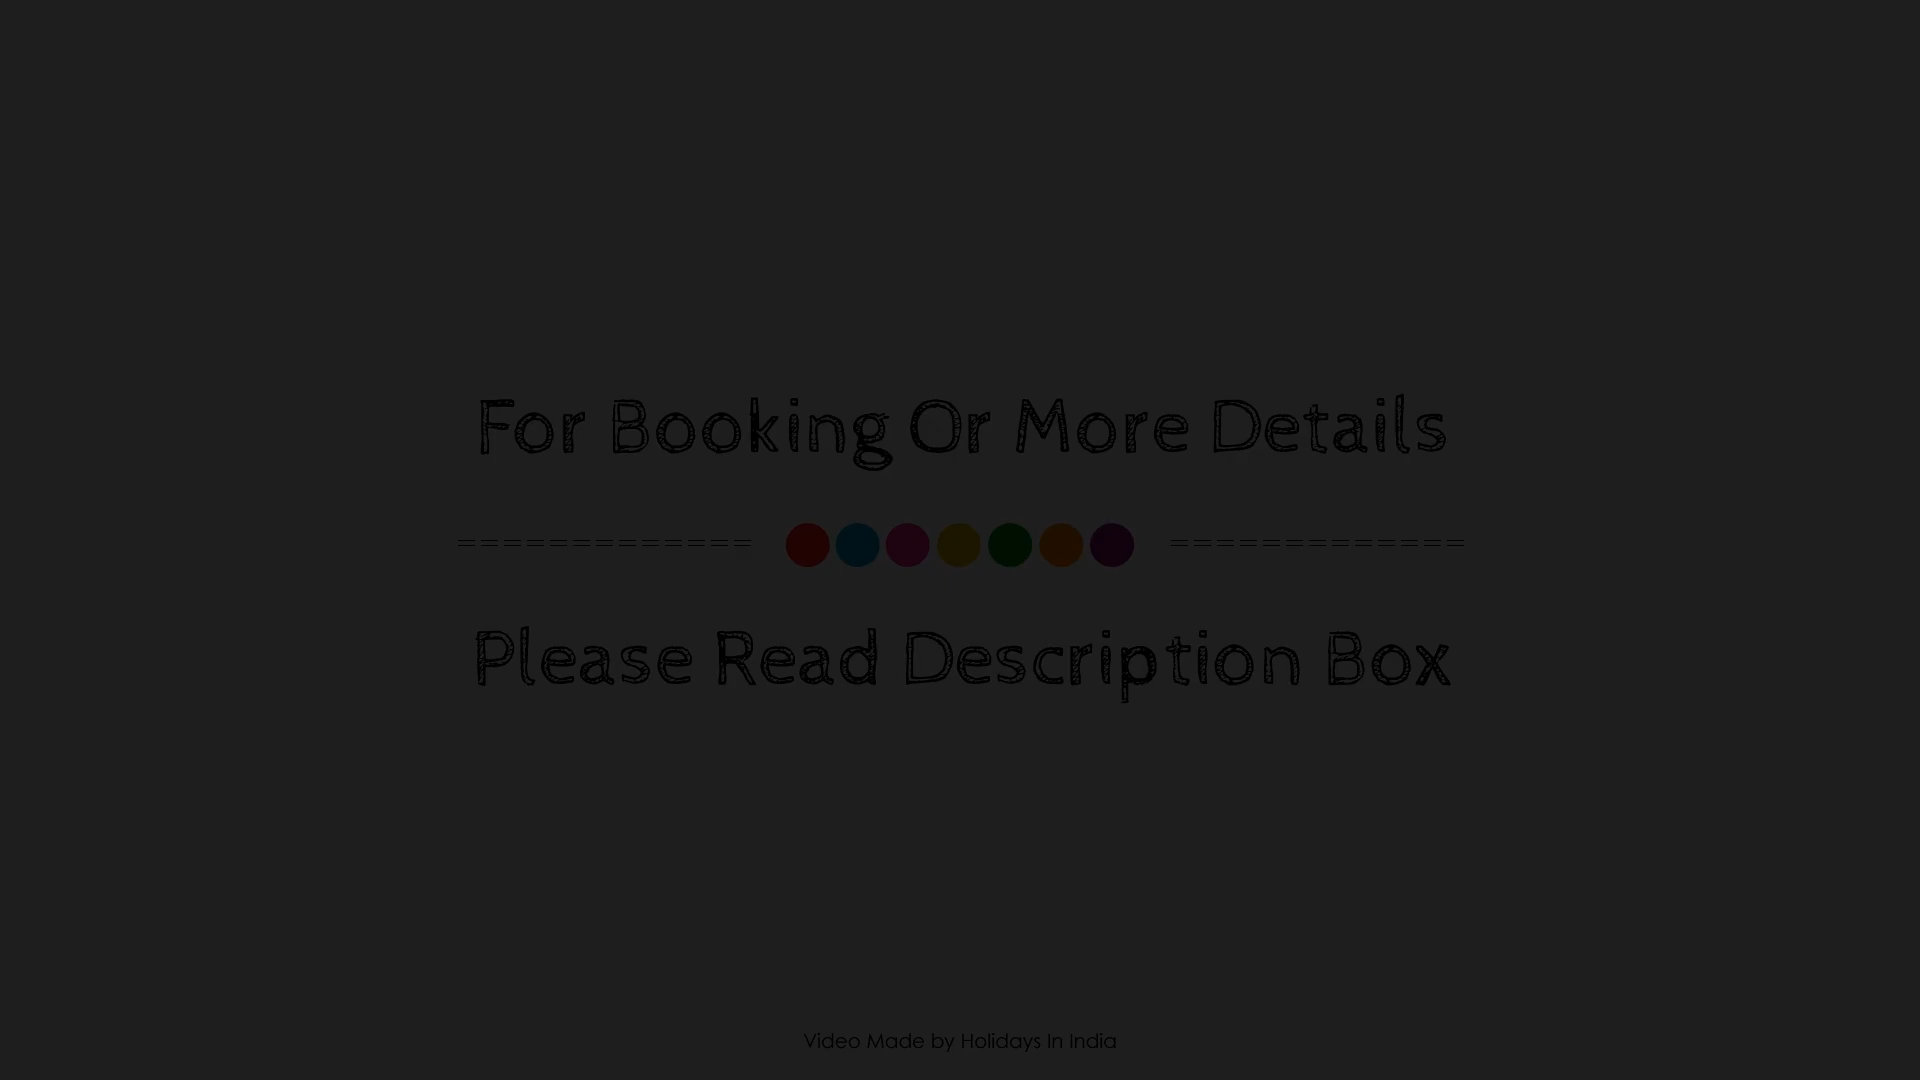 For Booking Or More Details
============= =============
Please Read Description Box
Video Made by Holidays In India